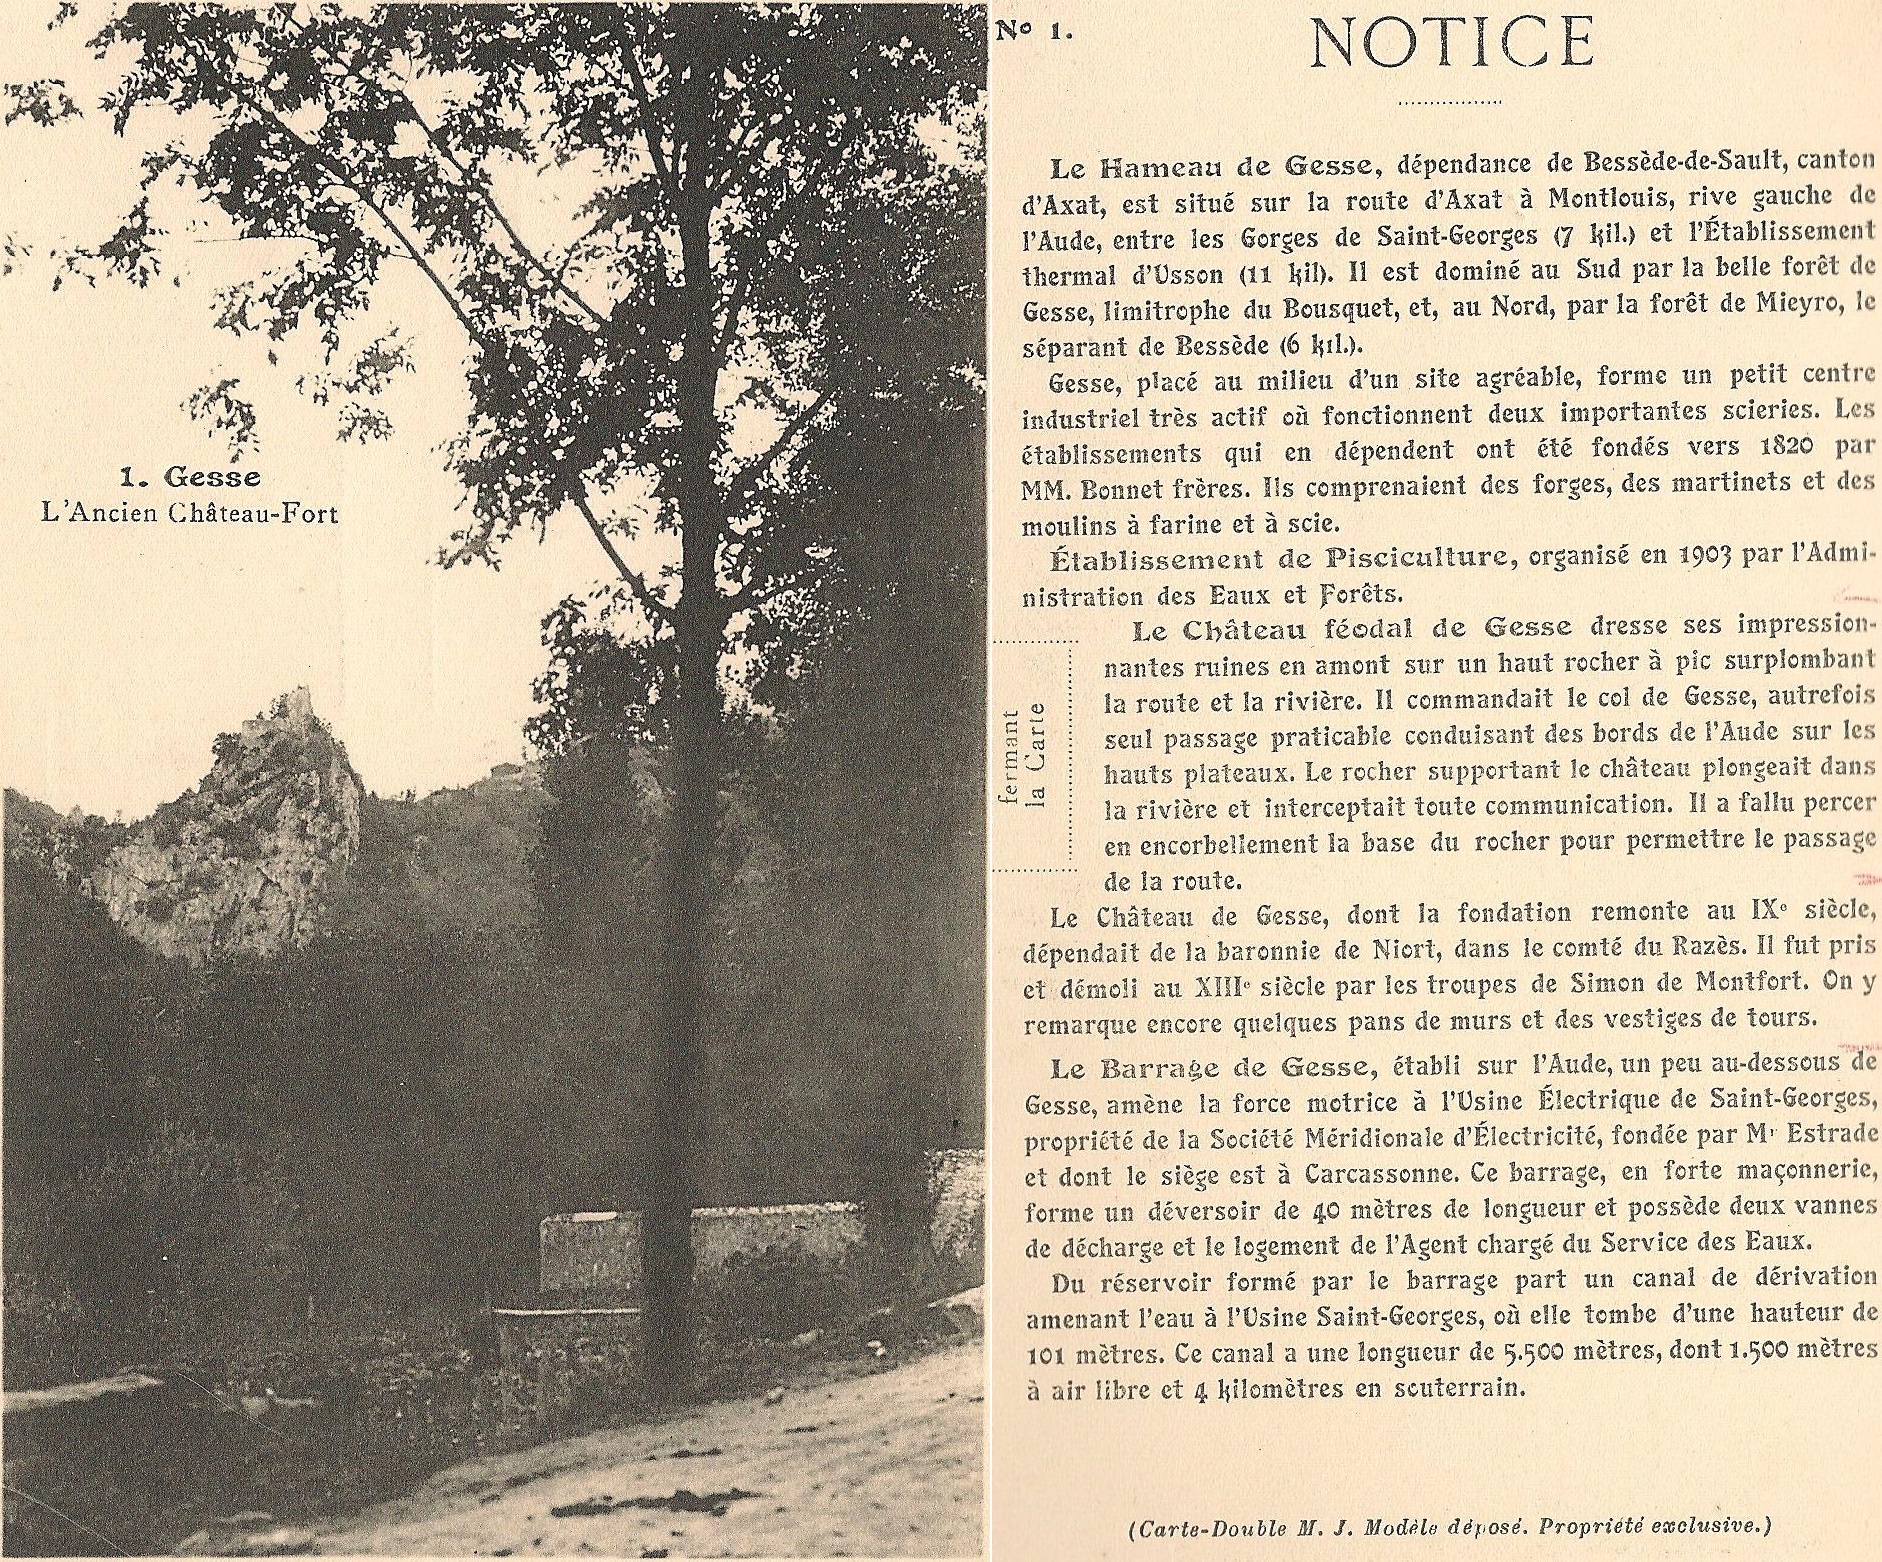 1. Gesse
L'Ancien Château-Fort
Nº 1.
NOTICE
Le Hameau de Gesse, dépendance de Bessède-de-Sault, canton
d'Axat, est situé sur la route d'Axat à Montlouis, rive gauche de
l'Aude, entre les Gorges de Saint-Georges (7 kil.) et l'Établissement
thermal d'Usson (11 kil). Il est dominé au Sud par la belle forêt de
Gesse, limitrophe du Bousquet, et, au Nord, par la forêt de Mieyro, le
séparant de Bessède (6 kil.).
Gesse, placé au milieu d'un site agréable, forme un petit centre
industriel très actif où fonctionnent deux importantes scieries. Les
établissements qui en dépendent ont été fondés vers 1820 par
MM. Bonnet frères. Ils comprenaient des forges, des martinets et des
moulins à farine et à scie.
Établissement de Pisciculture, organisé en 1903 par l'Admi-
nistration des Eaux et Forêts.
Le Château féodal de Gesse dresse ses impression-
nantes ruines en amont sur un haut rocher à pic surplombant
la route et la rivière. Il commandait le col de Gesse, autrefois
seul passage praticable conduisant des bords de l'Aude sur les
hauts plateaux. Le rocher supportant le château plongeait dans
la rivière et interceptait toute communication. Il a fallu percer
en encorbellement la base du rocher pour permettre le passage
de la route.
fermant
la Carte
Le Château de Gesse, dont la fondation remonte au IXe siècle,
dépendait de la baronnie de Niort, dans le comté du Razès. Il fut pris
et démoli au XIIIe siècle par les troupes de Simon de Montfort. On y
remarque encore quelques pans de murs et des vestiges de tours.
Le Barrage de Gesse, établi sur l'Aude, un peu au-dessous de
Gesse, amène la force motrice à l'Usine Électrique de Saint-Georges,
propriété de la Société Méridionale d'Électricité, fondée par Mr Estrade
et dont le siège est à Carcassonne. Ce barrage, en forte maçonnerie,
forme un déversoir de 40 mètres de longueur et possède deux vannes
de décharge et le logement de l'Agent chargé du Service des Eaux.
Du réservoir formé par le barrage part un canal de dérivation
amenant l'eau à l'Usine Saint-Georges, où elle tombe d'une hauteur de
101 mètres. Ce canal a une longueur de 5.500 mètres, dont 1.500 mètres
à air libre et 4 kilomètres en souterrain.
(Carte-Double M. J. Modèle déposé. Propriété exclusive.)